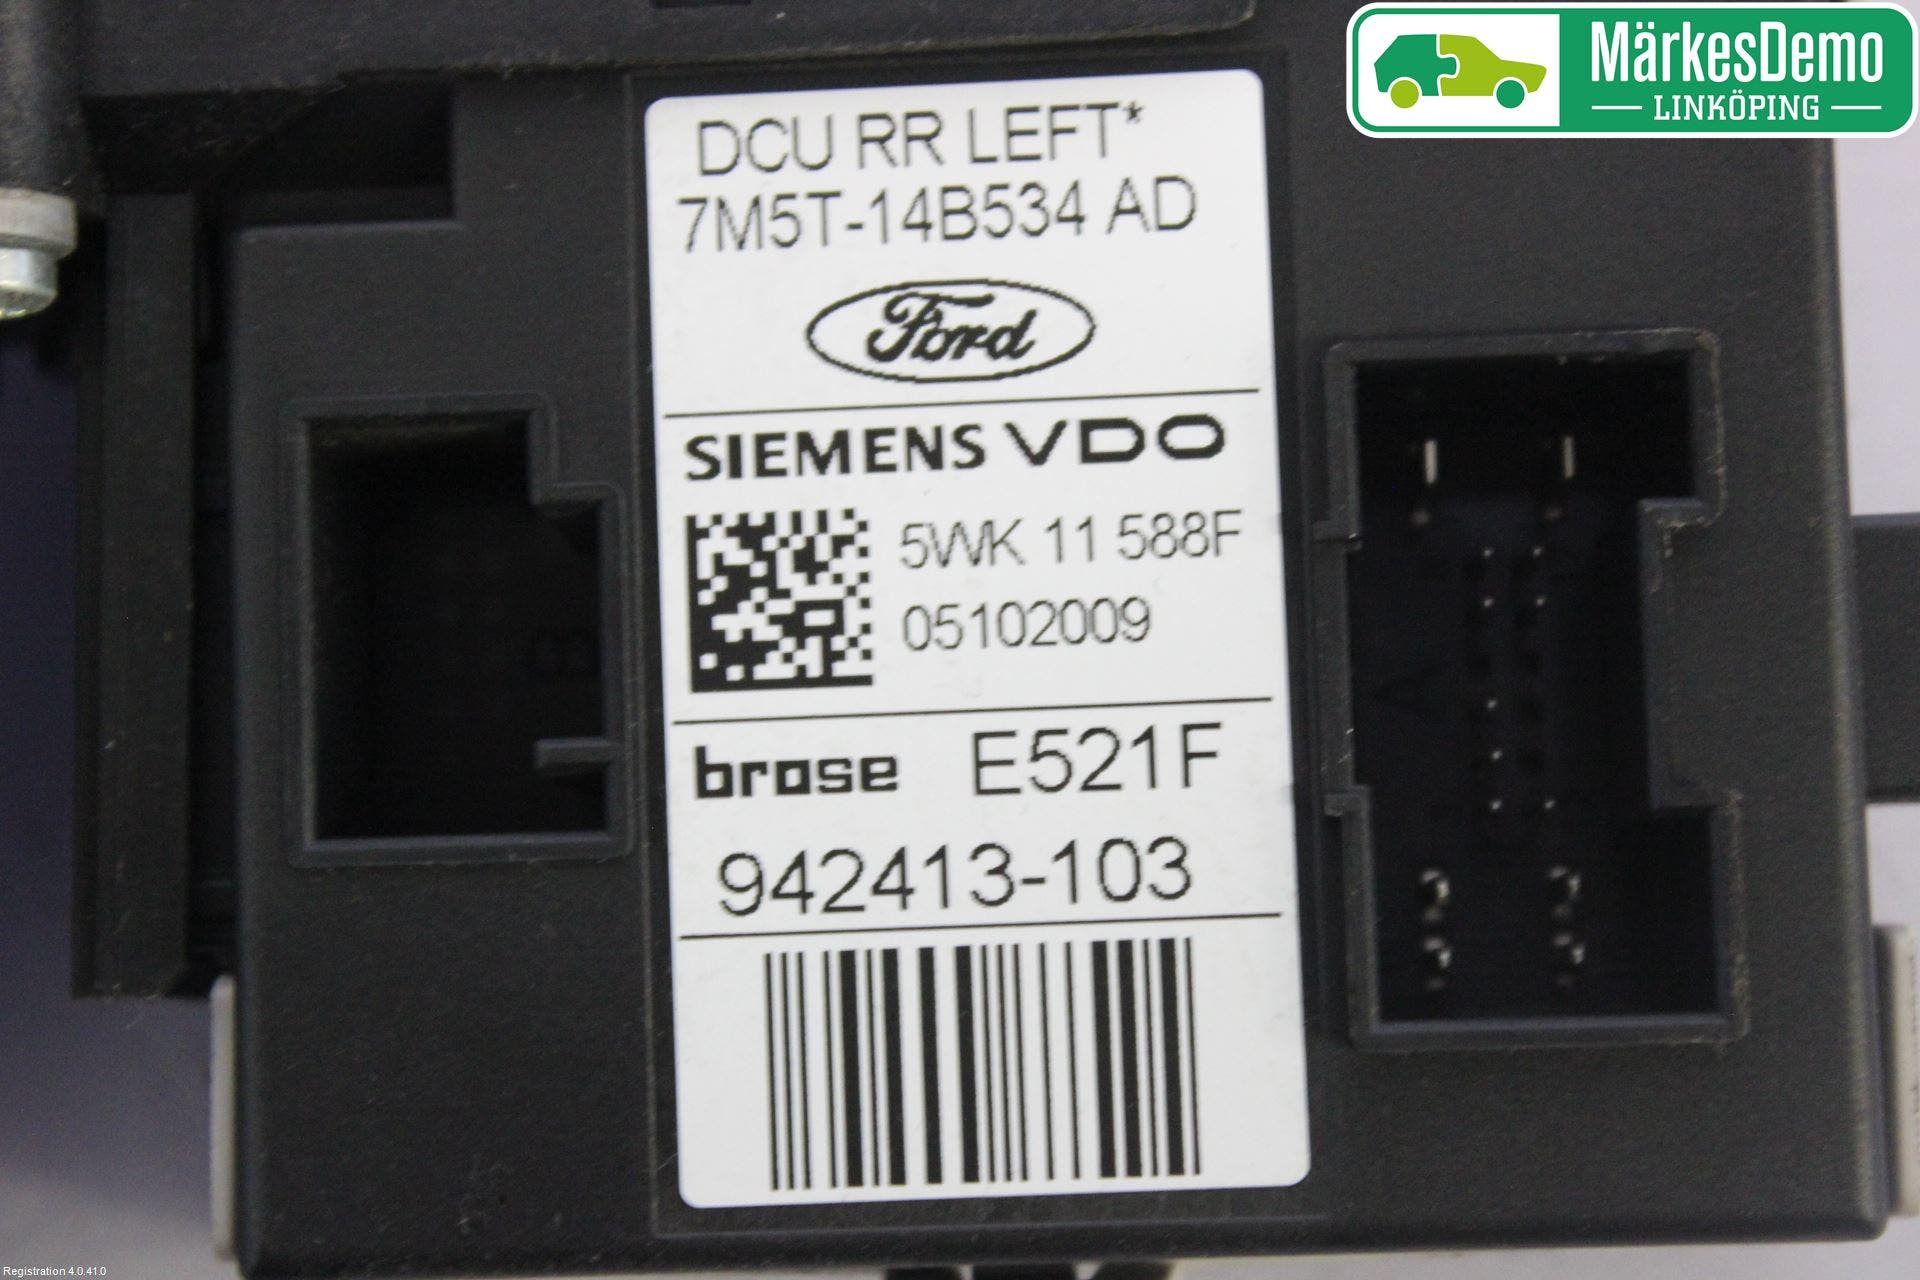 MärkesDemo
LINKÖPING
DCU RR LEFT*
7M5T-14B534 AD
Ford
SIEMENS VDO
5WK 11 588F
05102009
brose E521F
942413-103
Registration 4.0.41.0